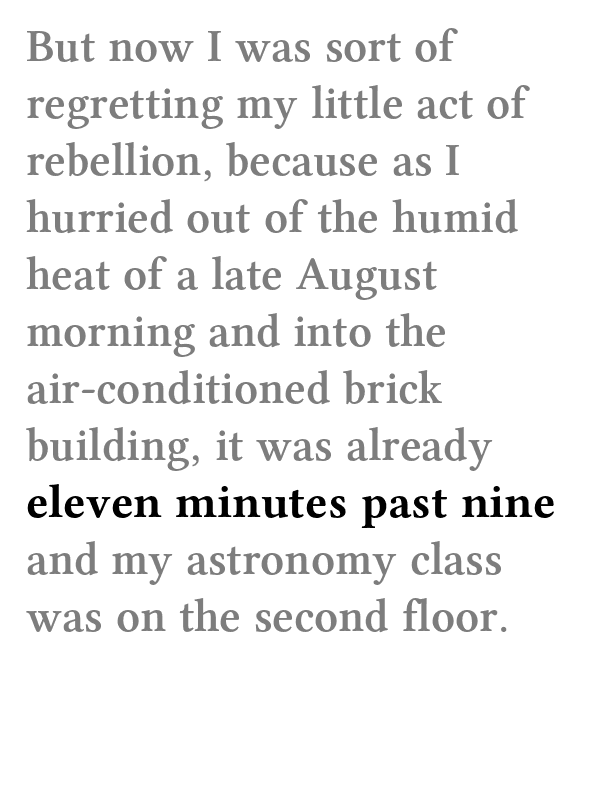 But now I was sort of
regretting my little act of
rebellion, because as I
hurried out of the humid
heat of a late August
morning and into the
air-conditioned brick
building, it was already
eleven minutes past nine
and my astronomy class
was on the second floor.